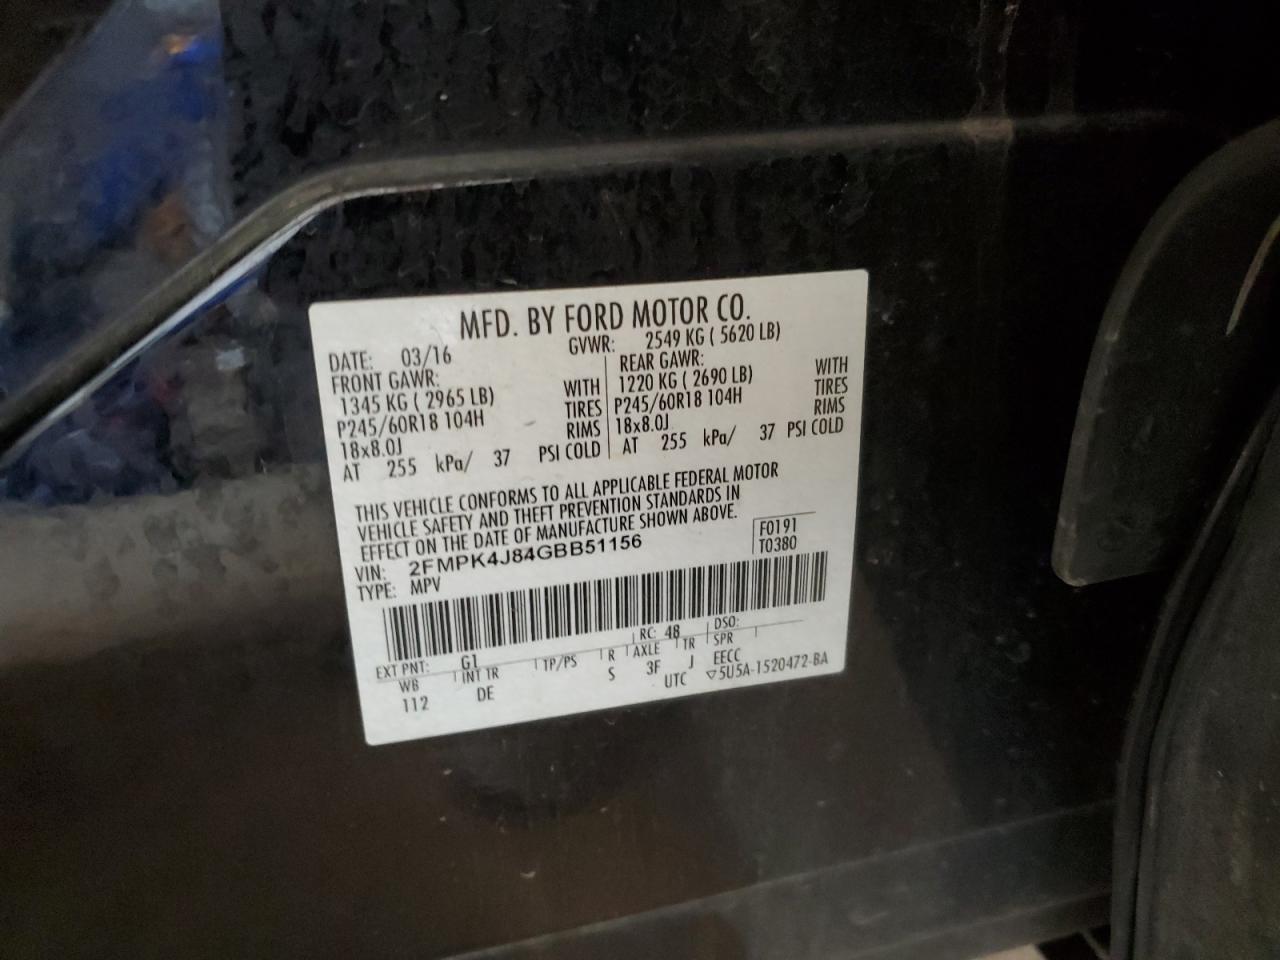 MFD. BY FORD MOTOR CO.
DATE: 03/16 GVWR: 2549 KG ( 5620 LB)
FRONT GAWR: REAR GAWR:
1345 KG ( 2965 LB) WITH 1220 KG ( 2690 LB) WITH
P245/60R18 104H TIRES P245/60R18 104H TIRES
18x8.0J RIMS 18x8.0J RIMS
AT 255 kPa/ 37 PSI COLD AT 255 kPa/ 37 PSI COLD
THIS VEHICLE CONFORMS TO ALL APPLICABLE FEDERAL MOTOR
VEHICLE SAFETY AND THEFT PREVENTION STANDARDS IN
EFFECT ON THE DATE OF MANUFACTURE SHOWN ABOVE.
VIN: 2FMPK4J84GBB51156 F0191
TYPE: MPV T0380
EXT PNT: G1 RC: 48 DSO:
WB INT TR TP/PS R AXLE TR SPR
112 DE S 3F J EECC
UTC ▽5U5A-1520472-BA